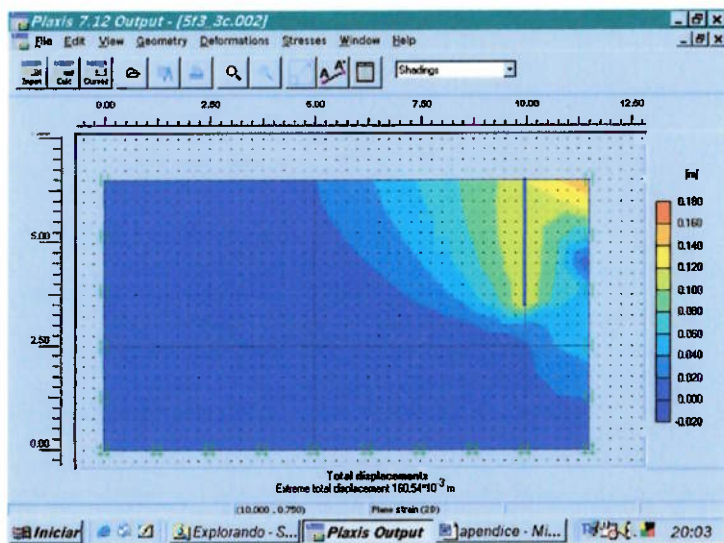 Plaxis 7.12 Output - [5f3_3c.002]
File Edit View Geometry Deformations Stresses Window Help
Input Calc Curves Shadings
0.00 2.50 5.00 7.50 10.00 12.50
5.00
2.50
0.00
[m]
0.180
0.160
0.140
0.120
0.100
0.080
0.060
0.040
0.020
0.000
-0.020
Total displacements
Extreme total displacement 160.54*10-3 m
(10.000 , 0.750) Plane strain (2D)
Iniciar Explorando - S... Plaxis Output apendice - Mi... 20:03